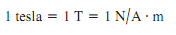 1 tesla = 1 T = 1 N/A · m